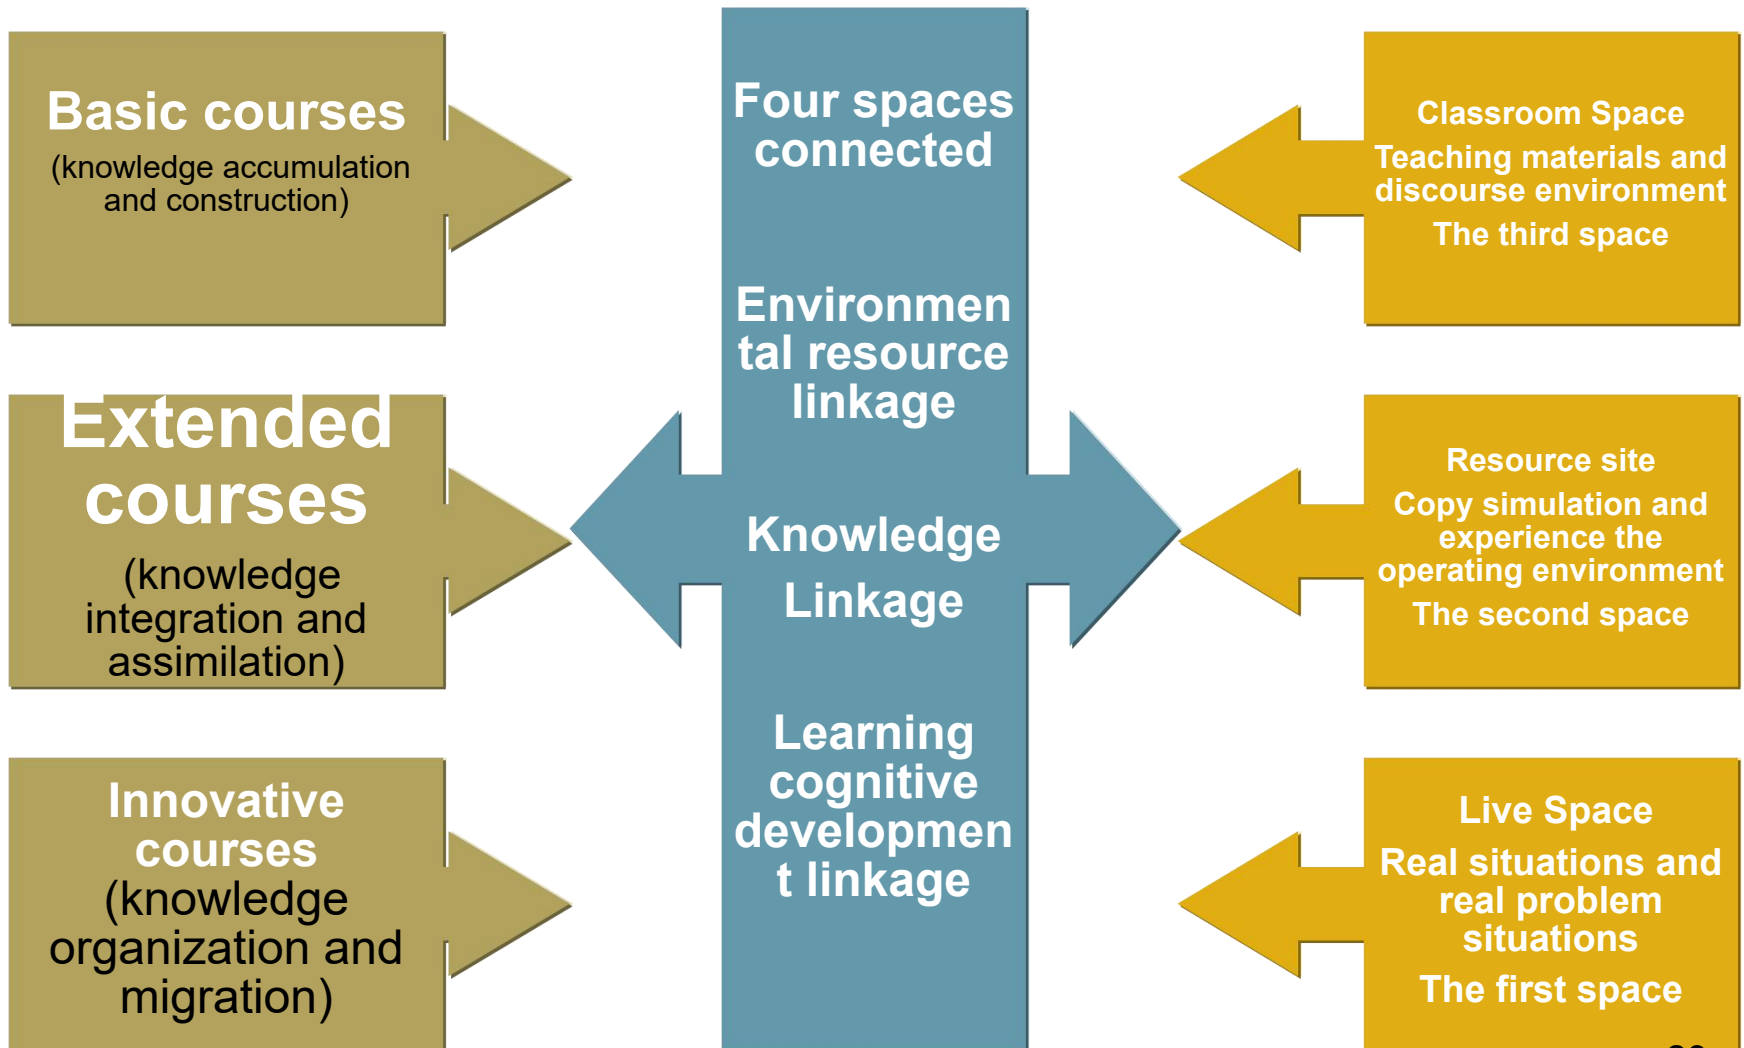 Basic courses
(knowledge accumulation
and construction)
Extended
courses
(knowledge
integration and
assimilation)
Innovative
courses
(knowledge
organization and
migration)
Four spaces
connected
Environmen
tal resource
linkage
Knowledge
Linkage
Learning
cognitive
developmen
t linkage
Classroom Space
Teaching materials and
discourse environment
The third space
Resource site
Copy simulation and
experience the
operating environment
The second space
Live Space
Real situations and
real problem
situations
The first space